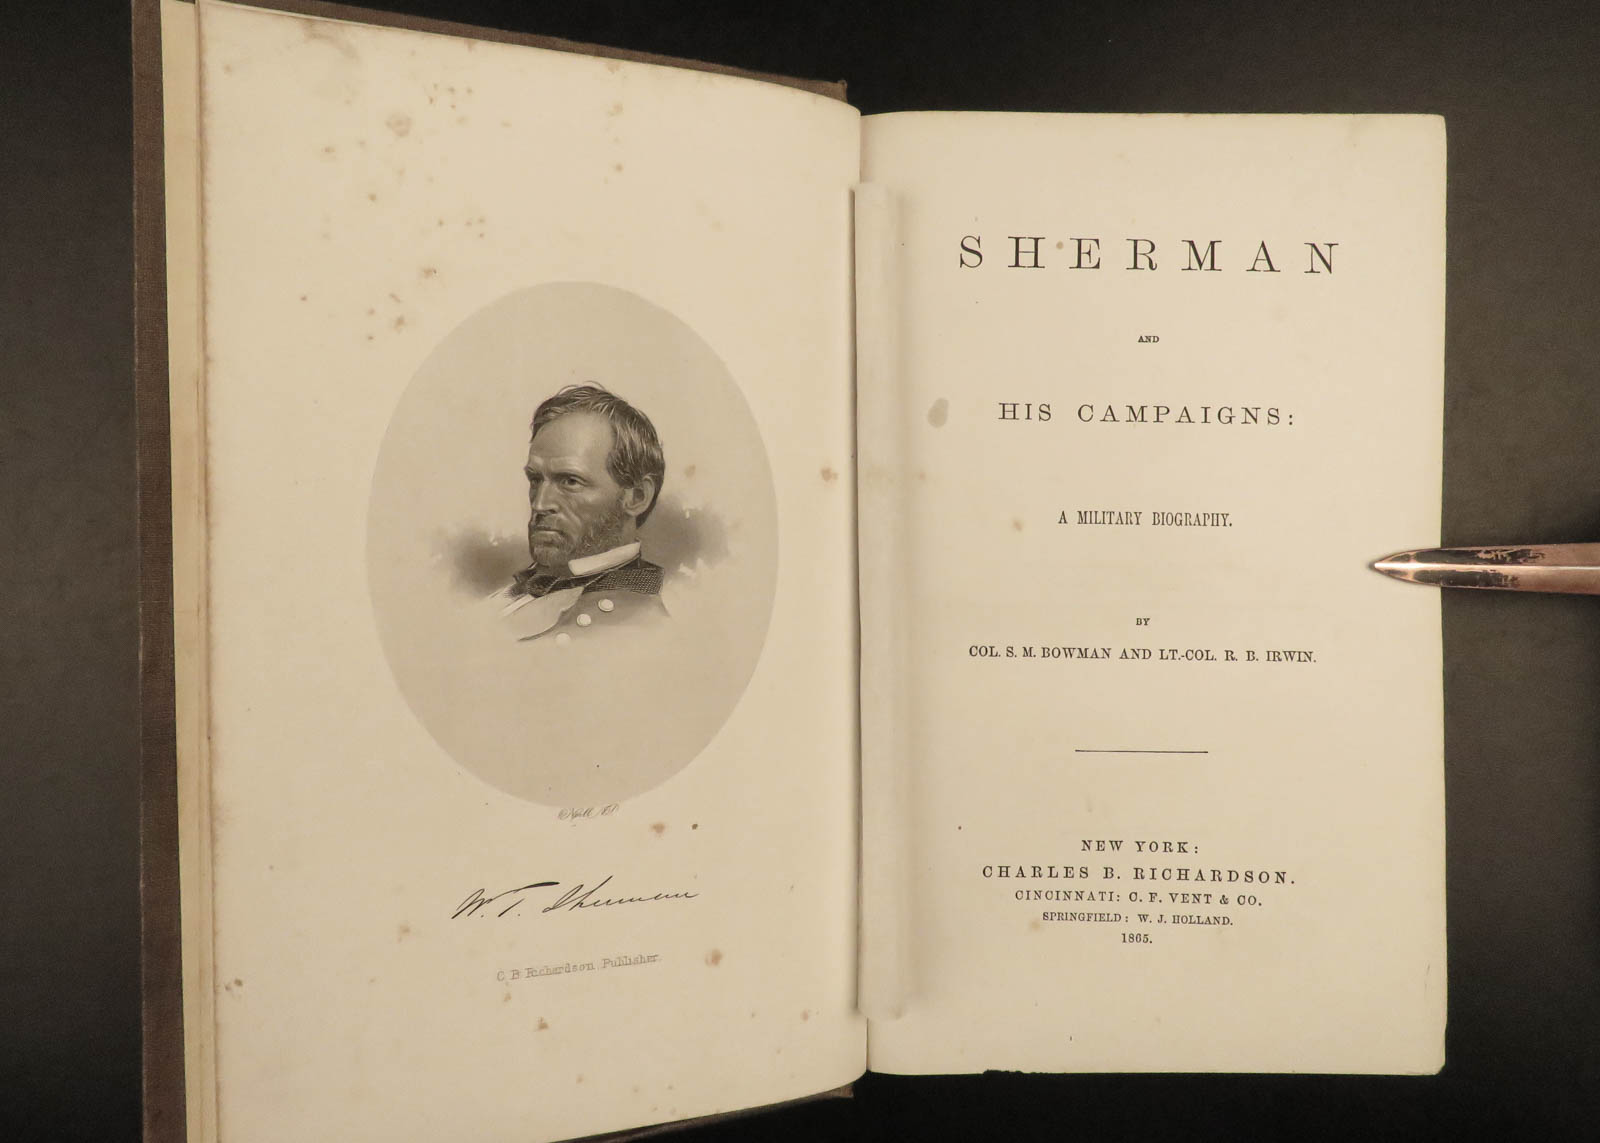 W. T. Sherman
C B Richardson, Publisher.
SHERMAN
AND
HIS CAMPAIGNS:
A MILITARY BIOGRAPHY.
BY
COL. S. M. BOWMAN AND LT.-COL. R. B. IRWIN.
NEW YORK:
CHARLES B. RICHARDSON.
CINCINNATI: C. F. VENT & CO.
SPRINGFIELD: W. J. HOLLAND.
1865.